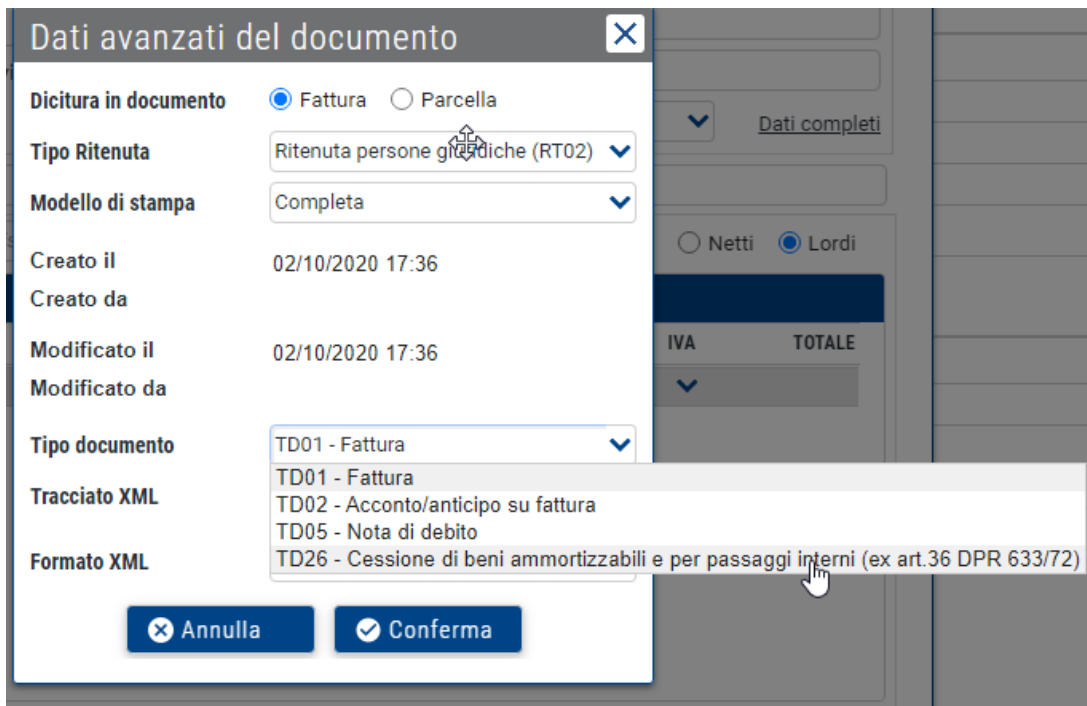 Dati avanzati del documento
Dicitura in documento Fattura Parcella
Tipo Ritenuta Ritenuta persone giuridiche (RT02)
Dati completi
Modello di stampa Completa
Netti Lordi
Creato il 02/10/2020 17:36
Creato da
Modificato il 02/10/2020 17:36
IVA TOTALE
Modificato da
Tipo documento TD01 - Fattura
TD01 - Fattura
Tracciato XML
TD02 - Acconto/anticipo su fattura
TD05 - Nota di debito
Formato XML
TD26 - Cessione di beni ammortizzabili e per passaggi interni (ex art.36 DPR 633/72)
Annulla Conferma